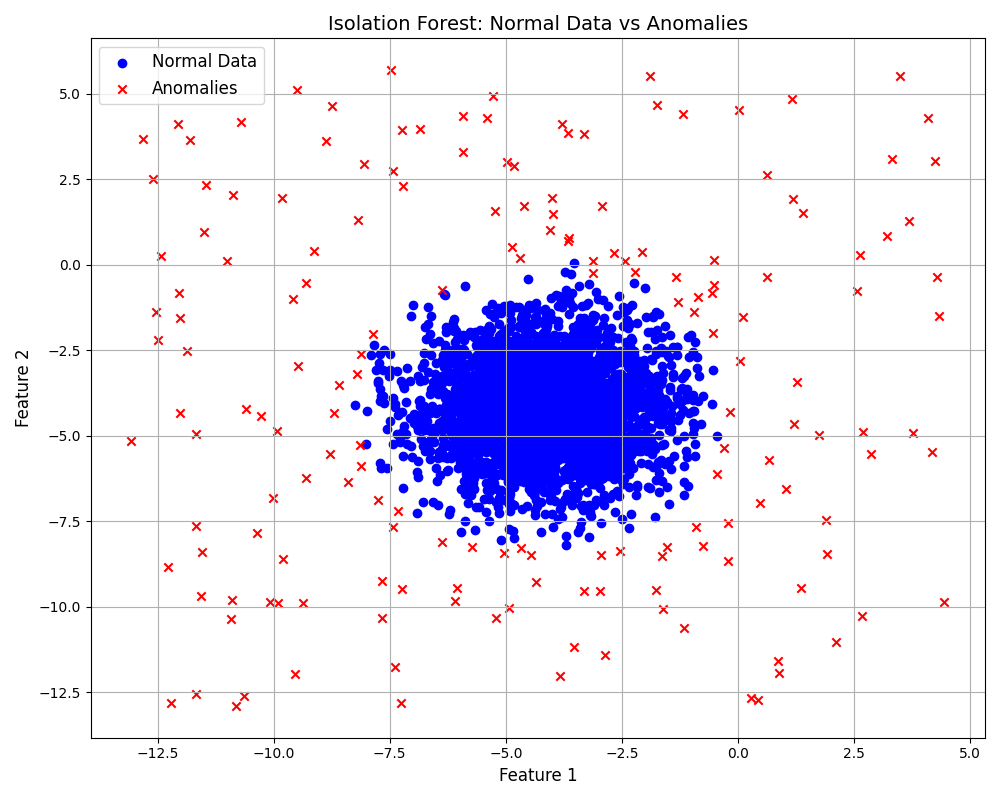 Isolation Forest: Normal Data vs Anomalies
Normal Data
Anomalies
5.0
2.5
0.0
−2.5
−5.0
−7.5
−10.0
−12.5
Feature 2
−12.5 −10.0 −7.5 −5.0 −2.5 0.0 2.5 5.0
Feature 1